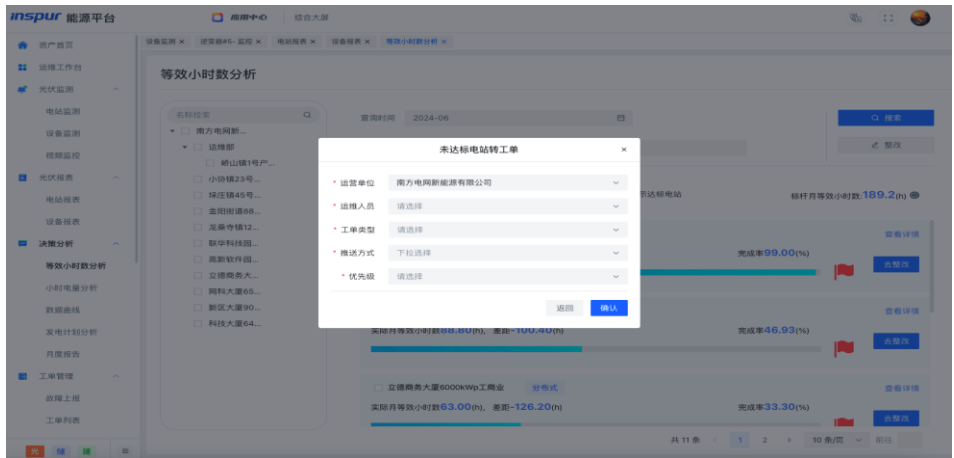 inspur 能源平台
应用中心
综合大屏
资产首页
运维工作台
光伏监测
电站监测
设备监测
视频监控
光伏报表
电站报表
设备报表
决策分析
等效小时数分析
小时电量分析
数据曲线
发电计划分析
月度报告
工单管理
故障上报
工单列表
光 储
设备监测 × 逆变器#5- 监控 × 电站报表 × 设备报表 × 等效小时数分析 ×
等效小时数分析
名称检索
南方电网新...
运维部
峤山镇1号产...
小协镇23号...
垛庄镇45号...
金阳街道88...
龙泉寺镇12...
联华科技园...
高新软件园...
立德商务大...
网科大厦65...
新区大厦90...
科技大厦64...
查询时间 2024-06
搜索
整改
示达标电站
标杆月等效小时数:189.2(h)
查看详情
完成率99.00(%)
去整改
查看详情
实际月等效小时数88.80(h)，差距-100.40(h)
完成率46.93(%)
去整改
立德商务大厦6000kWp工商业 分布式
查看详情
实际月等效小时数63.00(h)，差距-126.20(h)
完成率33.30(%)
去整改
共 11 条 < 1 2 > 10 条/页 前往
未达标电站转工单 ×
* 运营单位 南方电网新能源有限公司
* 运维人员 请选择
* 工单类型 请选择
* 推送方式 下拉选择
* 优先级 请选择
返回 确认